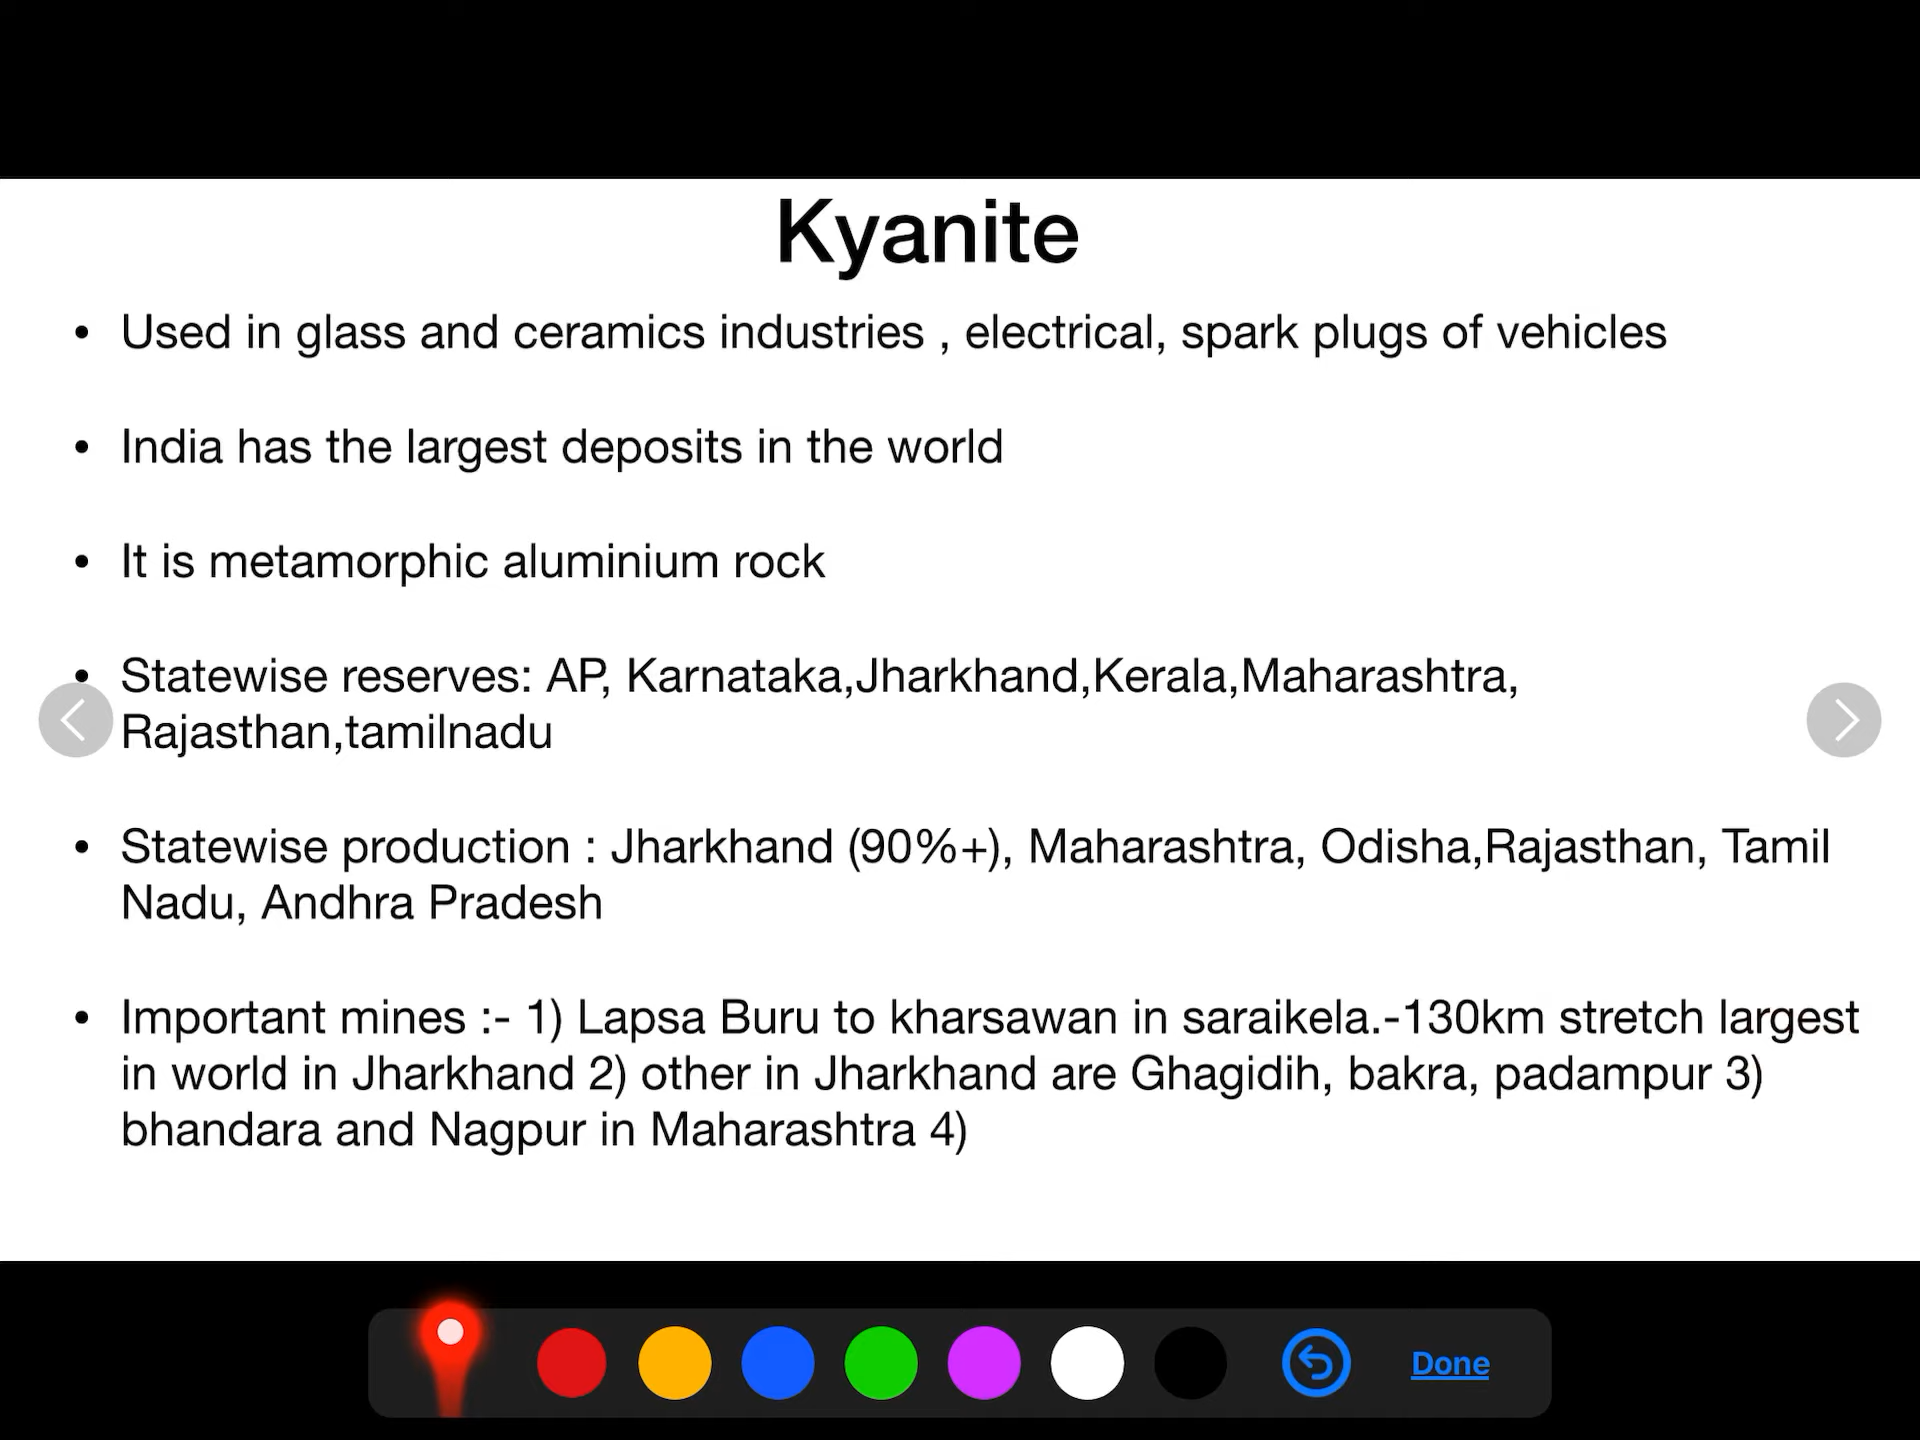 Kyanite
• Used in glass and ceramics industries , electrical, spark plugs of vehicles
• India has the largest deposits in the world
• It is metamorphic aluminium rock
• Statewise reserves: AP, Karnataka,Jharkhand,Kerala,Maharashtra,
Rajasthan,tamilnadu
• Statewise production : Jharkhand (90%+), Maharashtra, Odisha,Rajasthan, Tamil
Nadu, Andhra Pradesh
• Important mines :- 1) Lapsa Buru to kharsawan in saraikela.-130km stretch largest
in world in Jharkhand 2) other in Jharkhand are Ghagidih, bakra, padampur 3)
bhandara and Nagpur in Maharashtra 4)
Done